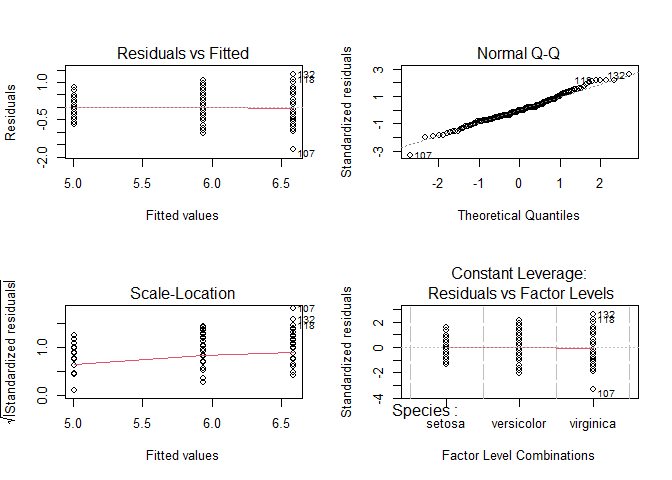 Residuals vs Fitted
Residuals
1.0
-0.5
-2.0
132
118
107
5.0 5.5 6.0 6.5
Fitted values
Normal Q-Q
Standardized residuals
3
1
-1
-3
118 132
107
-2 -1 0 1 2
Theoretical Quantiles
Scale-Location
√|Standardized residuals|
1.0
0.0
107
132
118
5.0 5.5 6.0 6.5
Fitted values
Constant Leverage:
Residuals vs Factor Levels
Standardized residuals
2
0
-2
-4
132
118
107
Species :
setosa versicolor virginica
Factor Level Combinations